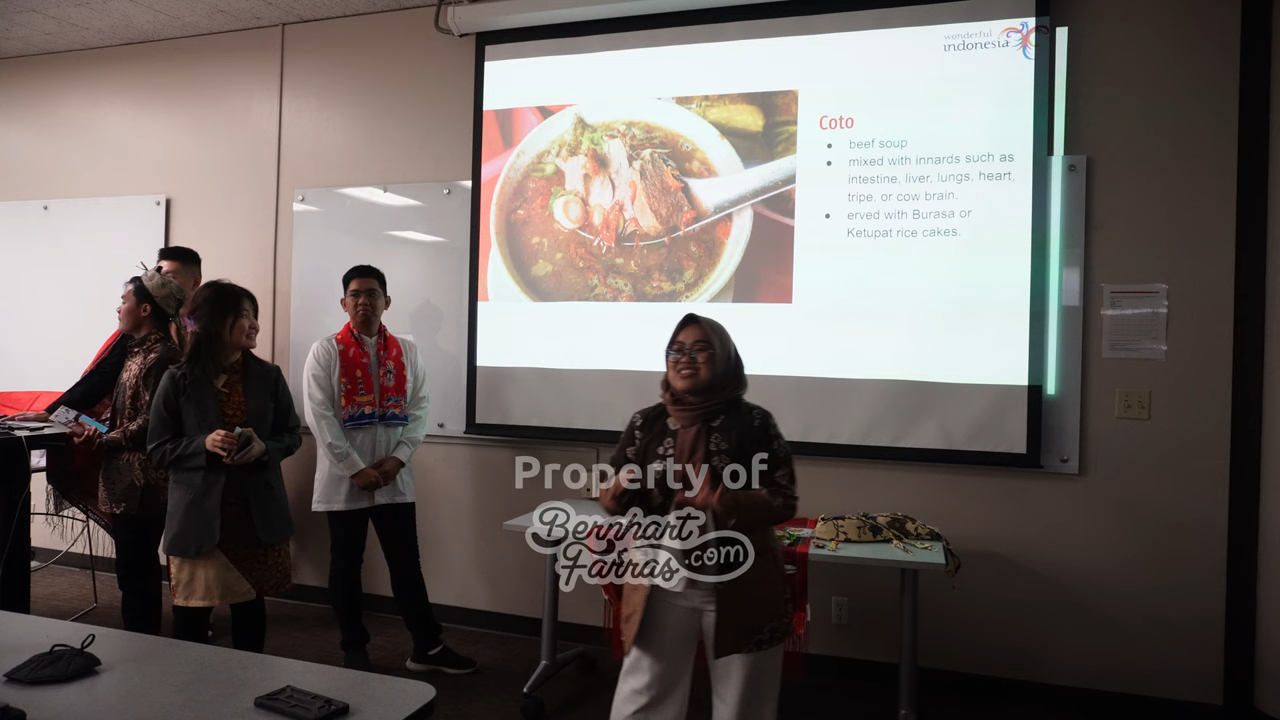 wonderful
indonesia
Coto
beef soup
mixed with innards such as
intestine, liver, lungs, heart,
tripe, or cow brain.
erved with Burasa or
Ketupat rice cakes.
Property of
Bernhart
Farras.com